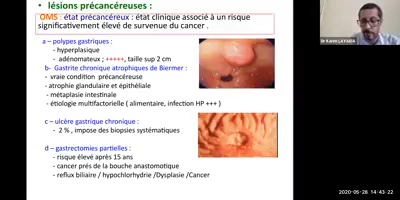 • lésions précancéreuses :
OMS : état précancéreux : état clinique associé à un risque
significativement élevé de survenue du cancer .
a – polypes gastriques :
- hyperplasique
- adénomateux ; +++++, taille sup 2 cm
b- Gastrite chronique atrophiques de Biermer :
- vraie condition précancéreuse
- atrophie glandulaire et épithéliale
- métaplasie intestinale
- étiologie multifactorielle ( alimentaire, infection HP +++ )
c – ulcère gastrique chronique :
- 2 % , impose des biopsies systématiques
d – gastrectomies partielles :
- risque élevé après 15 ans
- cancer prés de la bouche anastomotique
- reflux biliaire / hypochlorhydrie /Dysplasie /Cancer
Dr Karim LAYAIDA
2020-05-28 14:43:22